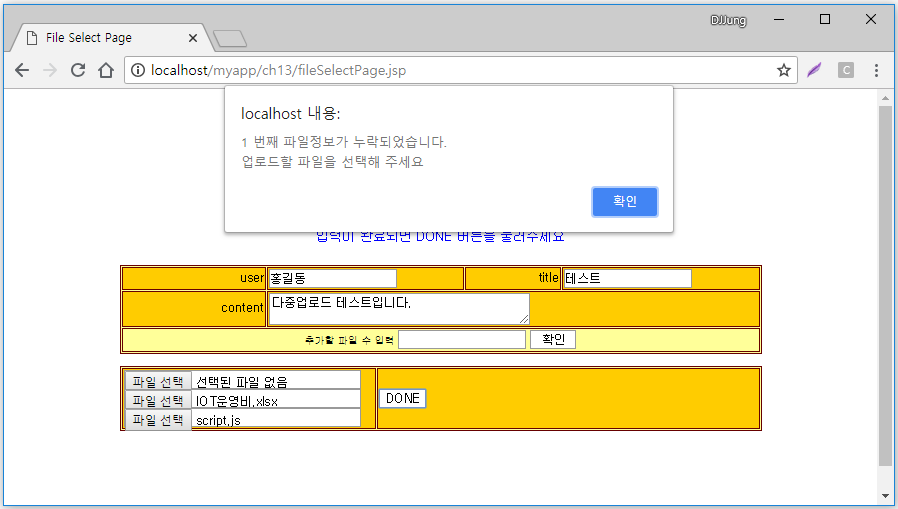 DJJung
File Select Page
localhost/myapp/ch13/fileSelectPage.jsp
C
localhost 내용:
1 번째 파일정보가 누락되었습니다.
업로드할 파일을 선택해 주세요
확인
입력이 완료되면 DONE 버튼을 눌러주세요
user 홍길동 title 테스트
content 다중업로드 테스트입니다.
추가할 파일 수 입력 확인
파일 선택 선택된 파일 없음
파일 선택 IOT운영비.xlsx
DONE
파일 선택 script.js